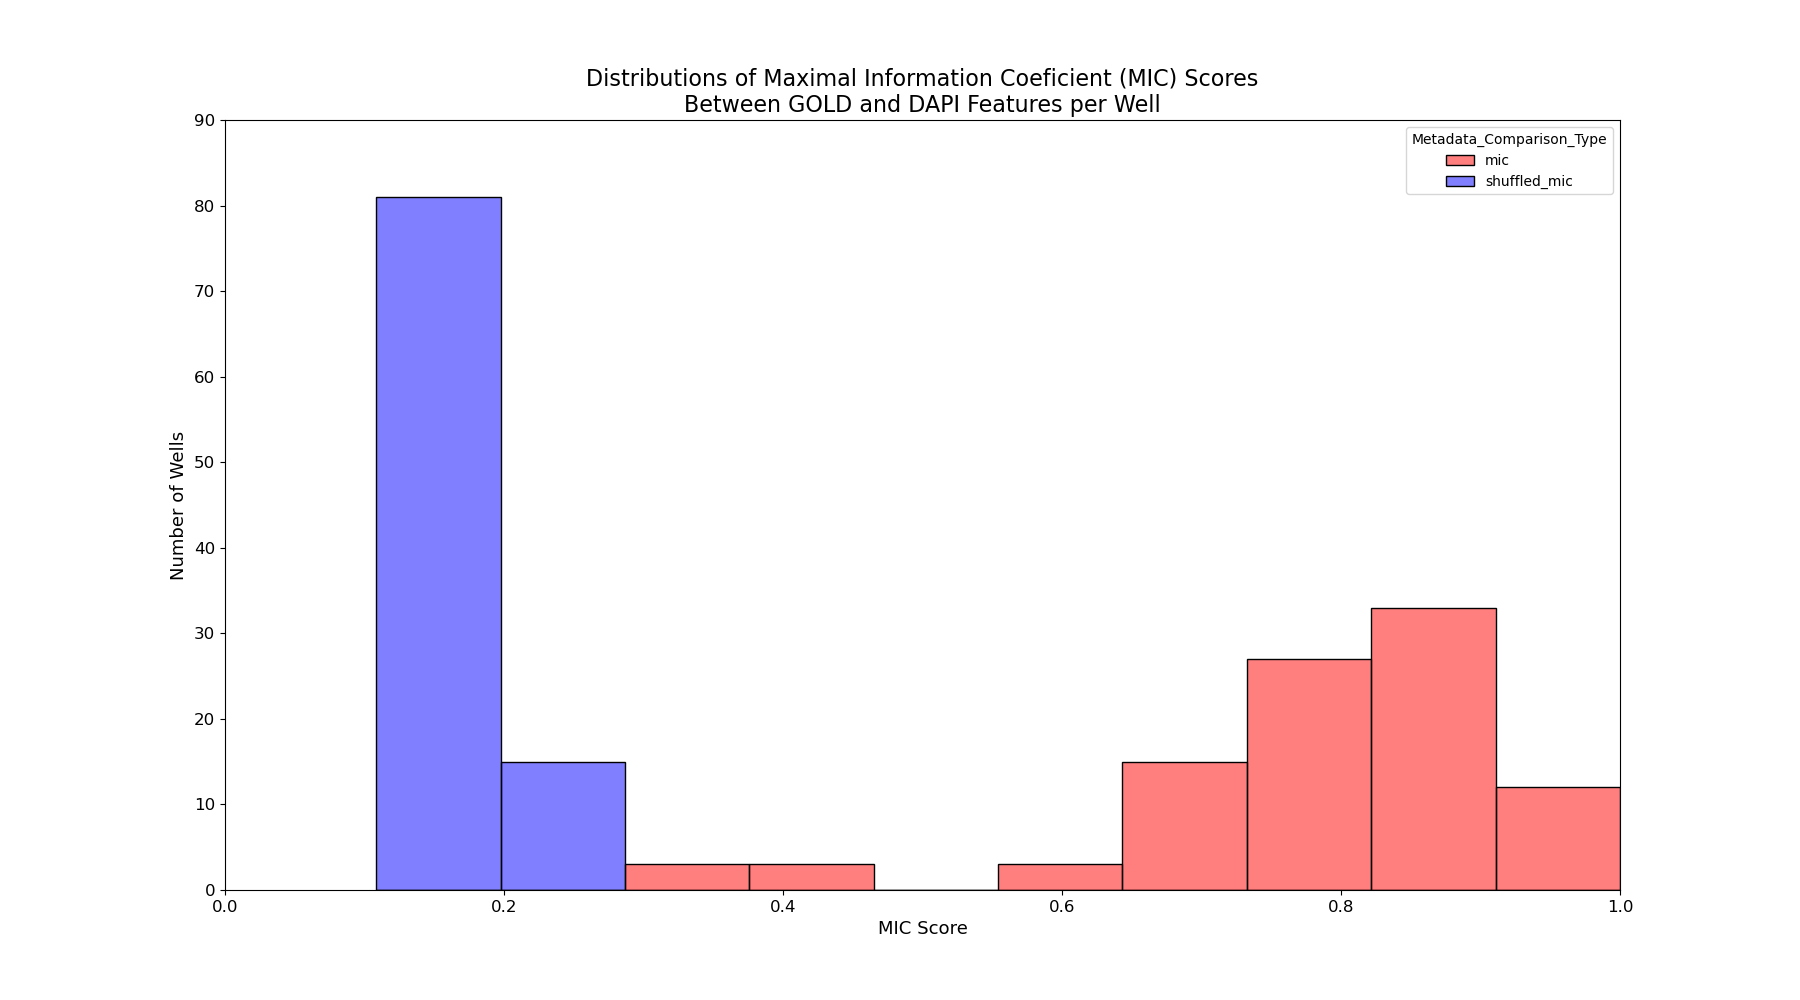 Distributions of Maximal Information Coeficient (MIC) Scores
Between GOLD and DAPI Features per Well
Metadata_Comparison_Type
mic
shuffled_mic
Number of Wells
90
80
70
60
50
40
30
20
10
0
0.0 0.2 0.4 0.6 0.8 1.0
MIC Score